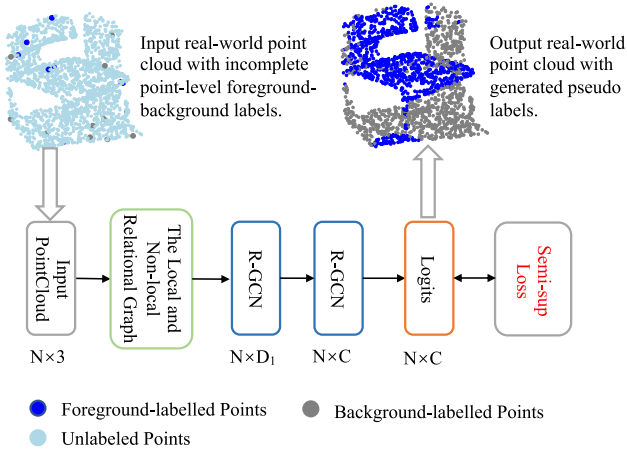 Input real-world point
cloud with incomplete
point-level foreground-
background labels.
Output real-world
point cloud with
generated pseudo
labels.
Input
PointCloud
The Local and
Non-local
Relational Graph
R-GCN
R-GCN
Logits
Semi-sup
Loss
N×3
N×D₁
N×C
N×C
Foreground-labelled Points
Background-labelled Points
Unlabeled Points